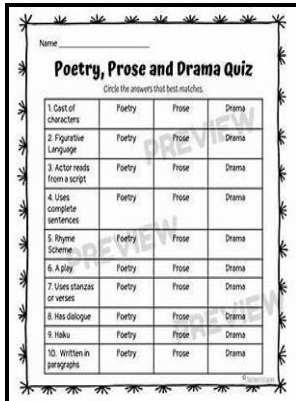 Name
Poetry, Prose and Drama Quiz
Circle the answers that best matches.
1. Cast of characters Poetry Prose Drama
2. Figurative Language Poetry Prose Drama
3. Actor reads from a script Poetry Prose Drama
4. Uses complete sentences Poetry Prose Drama
5. Rhyme Scheme Poetry Prose Drama
6. A play Poetry Prose Drama
7. Uses stanzas or verses Poetry Prose Drama
8. Has dialogue Poetry Prose Drama
9. Haiku Poetry Prose Drama
10. Written in paragraphs Poetry Prose Drama
PREVIEW
PREVIEW
PREVIEW